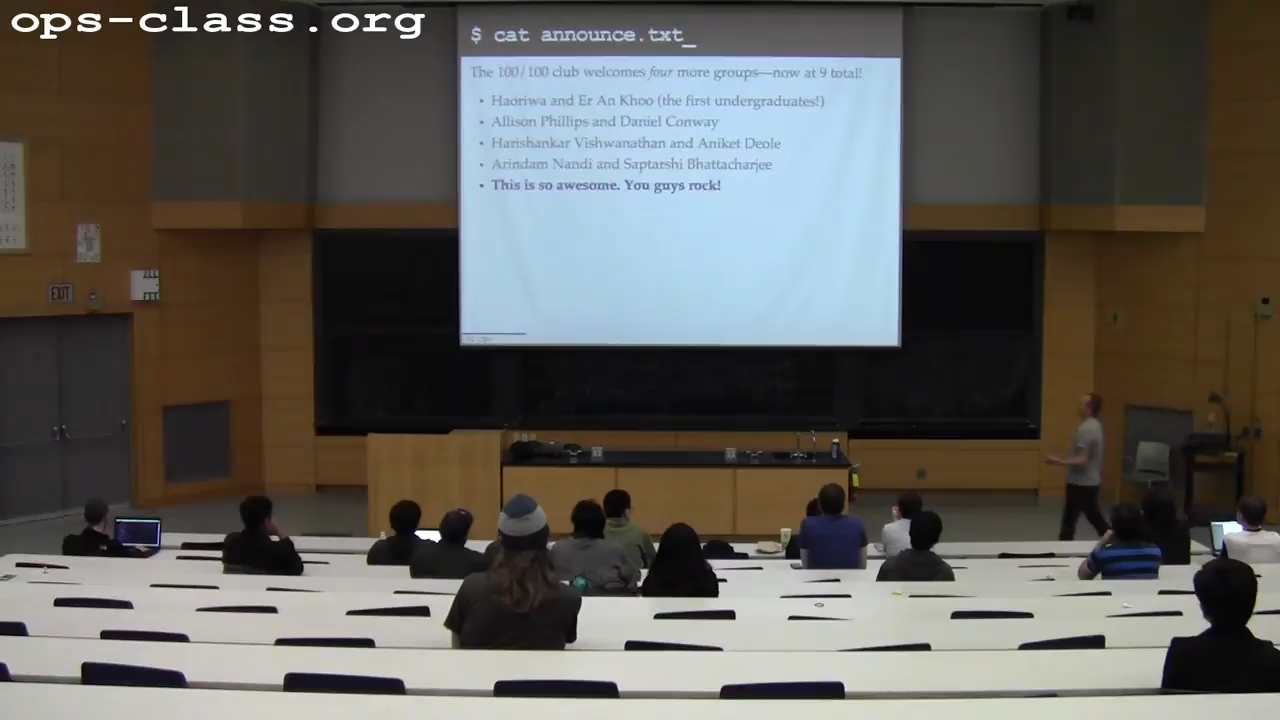 ops-class.org
$ cat announce.txt_
The 100/100 club welcomes four more groups—now at 9 total!
• Haoriwa and Er An Khoo (the first undergraduates!)
• Allison Phillips and Daniel Conway
• Harishankar Vishwanathan and Aniket Deole
• Arindam Nandi and Saptarshi Bhattacharjee
• This is so awesome. You guys rock!
EXIT